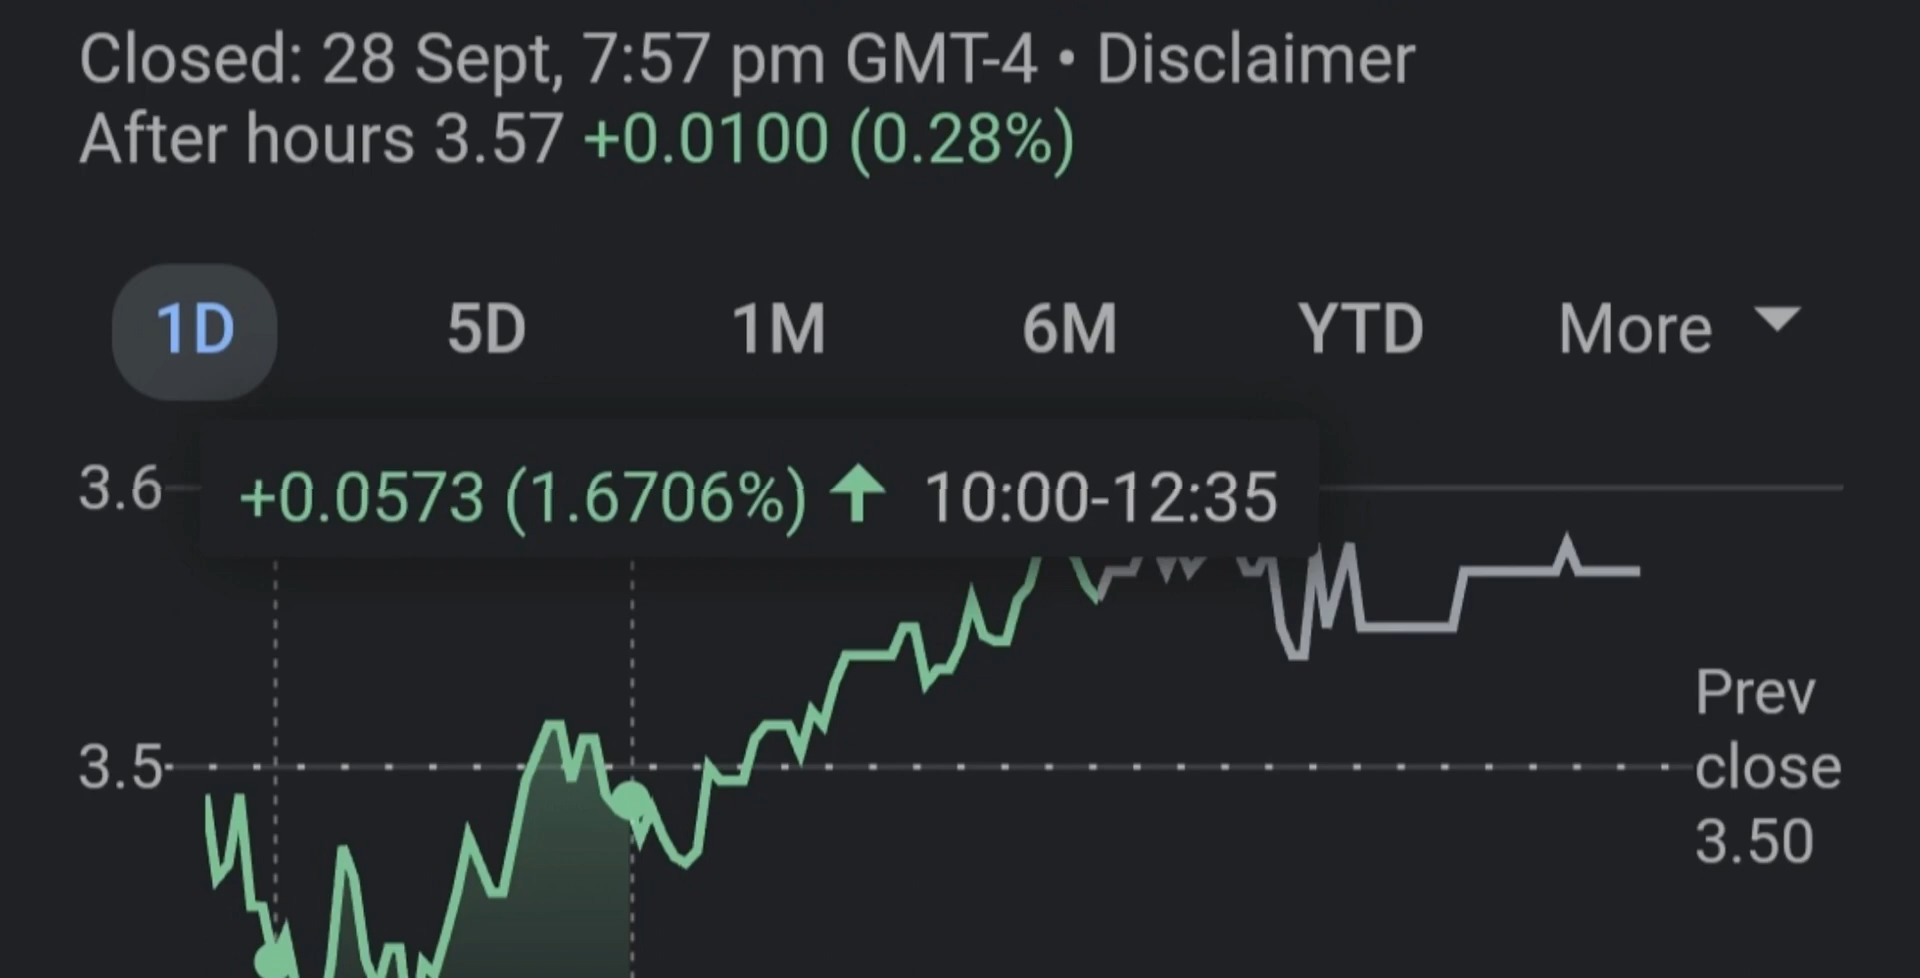 Closed: 28 Sept, 7:57 pm GMT-4 • Disclaimer
After hours 3.57 +0.0100 (0.28%)
1D 5D 1M 6M YTD More
3.6 +0.0573 (1.6706%) 10:00-12:35
3.5
Prev
close
3.50